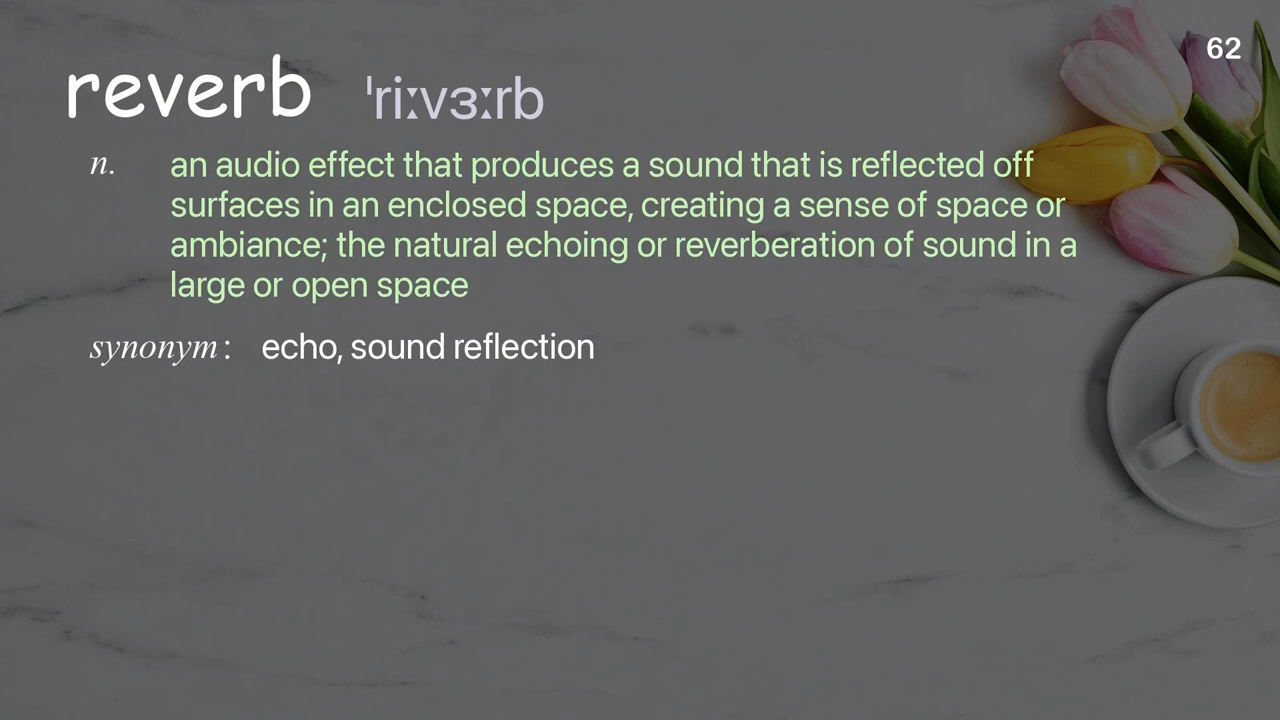 62
reverb ˈriːvɜːrb
n. an audio effect that produces a sound that is reflected off
surfaces in an enclosed space, creating a sense of space or
ambiance; the natural echoing or reverberation of sound in a
large or open space
synonym: echo, sound reflection